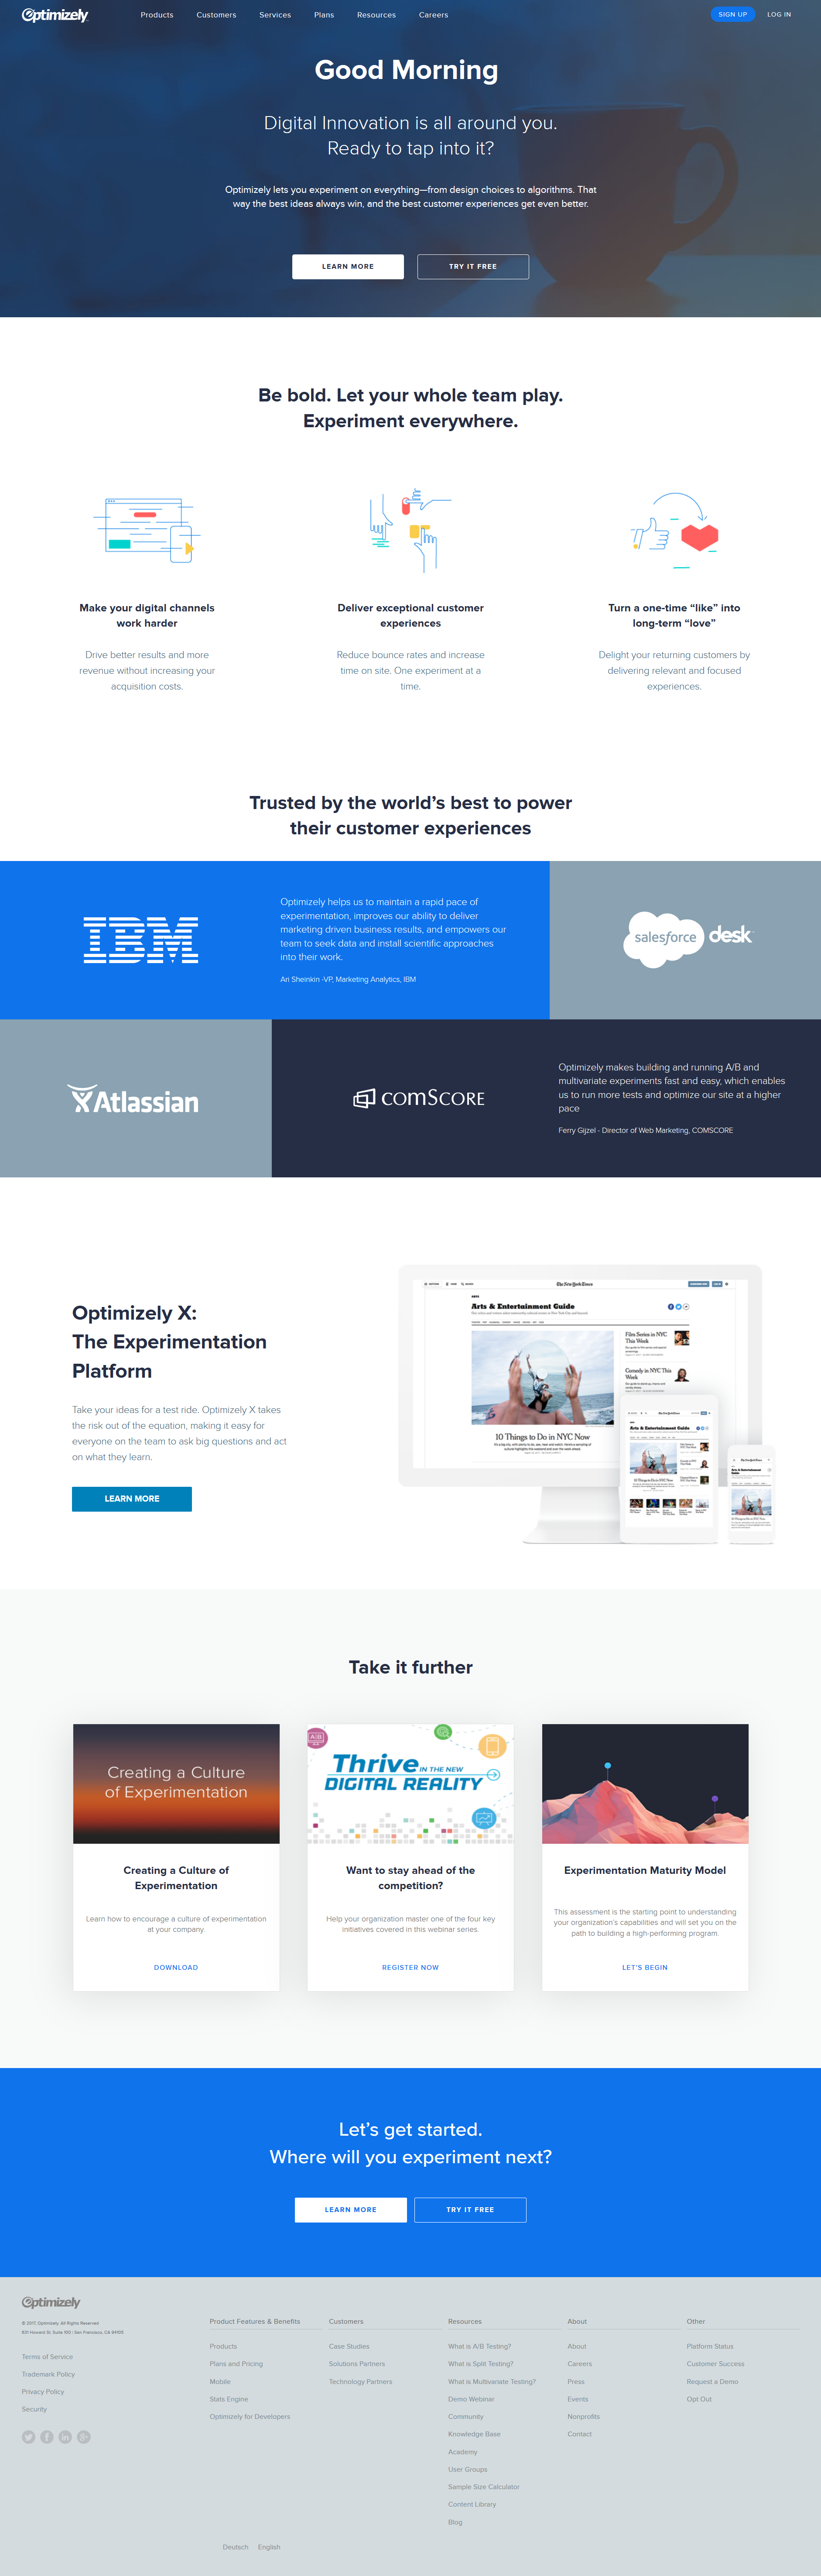 Optimizely
Products Customers Services Plans Resources Careers
SIGN UP LOG IN
Good Morning
Digital Innovation is all around you.
Ready to tap into it?
Optimizely lets you experiment on everything—from design choices to algorithms. That
way the best ideas always win, and the best customer experiences get even better.
LEARN MORE TRY IT FREE
Be bold. Let your whole team play.
Experiment everywhere.
Make your digital channels
work harder
Drive better results and more
revenue without increasing your
acquisition costs.
Deliver exceptional customer
experiences
Reduce bounce rates and increase
time on site. One experiment at a
time.
Turn a one-time “like” into
long-term “love”
Delight your returning customers by
delivering relevant and focused
experiences.
Trusted by the world’s best to power
their customer experiences
IBM
Optimizely helps us to maintain a rapid pace of
experimentation, improves our ability to deliver
marketing driven business results, and empowers our
team to seek data and install scientific approaches
into their work.
Ari Sheinkin -VP, Marketing Analytics, IBM
salesforce desk
Atlassian
comScore
Optimizely makes building and running A/B and
multivariate experiments fast and easy, which enables
us to run more tests and optimize our site at a higher
pace
Ferry Gijzel - Director of Web Marketing, COMSCORE
Optimizely X:
The Experimentation
Platform
Take your ideas for a test ride. Optimizely X takes
the risk out of the equation, making it easy for
everyone on the team to ask big questions and act
on what they learn.
LEARN MORE
The New York Times
Arts & Entertainment Guide
Film Series in NYC
This Week
Comedy in NYC This
Week
10 Things to Do in NYC Now
Arts & Entertainment Guide
Arts & Entertainment
Guide
Take it further
Creating a Culture
of Experimentation
Creating a Culture of
Experimentation
Learn how to encourage a culture of experimentation
at your company.
DOWNLOAD
A|B
Thrive IN THE NEW
DIGITAL REALITY
Want to stay ahead of the
competition?
Help your organization master one of the four key
initiatives covered in this webinar series.
REGISTER NOW
Experimentation Maturity Model
This assessment is the starting point to understanding
your organization’s capabilities and will set you on the
path to building a high-performing program.
LET’S BEGIN
Let’s get started.
Where will you experiment next?
LEARN MORE TRY IT FREE
Optimizely
© 2017, Optimizely. All Rights Reserved
631 Howard St, Suite 100 | San Francisco, CA 94105
Terms of Service
Trademark Policy
Privacy Policy
Security
Product Features & Benefits
Products
Plans and Pricing
Mobile
Stats Engine
Optimizely for Developers
Customers
Case Studies
Solutions Partners
Technology Partners
Resources
What is A/B Testing?
What is Split Testing?
What is Multivariate Testing?
Demo Webinar
Community
Knowledge Base
Academy
User Groups
Sample Size Calculator
Content Library
Blog
About
About
Careers
Press
Events
Nonprofits
Contact
Other
Platform Status
Customer Success
Request a Demo
Opt Out
Deutsch English